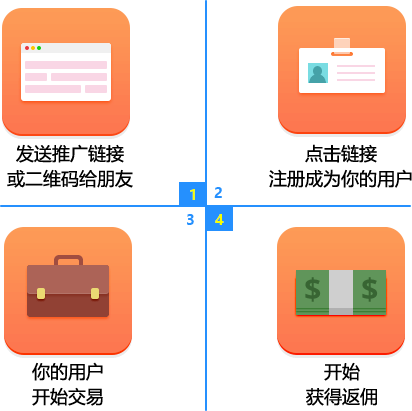 发送推广链接
或二维码给朋友
1
点击链接
注册成为你的用户
2
3
你的用户
开始交易
4
$ $
开始
获得返佣